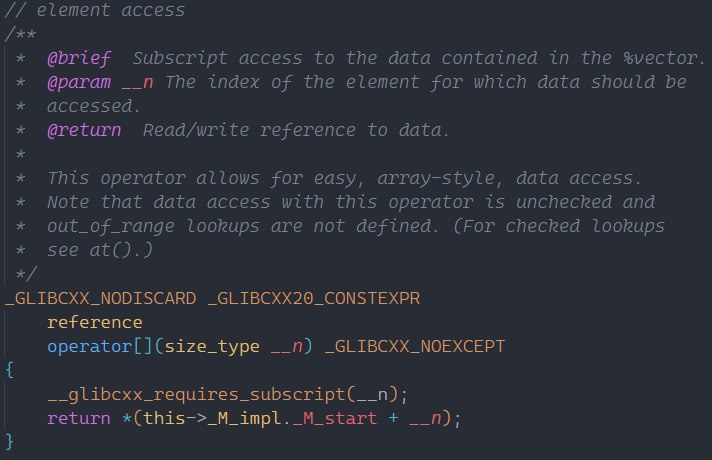 // element access
/**
 *  @brief  Subscript access to the data contained in the %vector.
 *  @param __n The index of the element for which data should be
 *  accessed.
 *  @return  Read/write reference to data.
 *
 *  This operator allows for easy, array-style, data access.
 *  Note that data access with this operator is unchecked and
 *  out_of_range lookups are not defined. (For checked lookups
 *  see at().)
 */
_GLIBCXX_NODISCARD _GLIBCXX20_CONSTEXPR
    reference
    operator[](size_type __n) _GLIBCXX_NOEXCEPT
{
    __glibcxx_requires_subscript(__n);
    return *(this->_M_impl._M_start + __n);
}